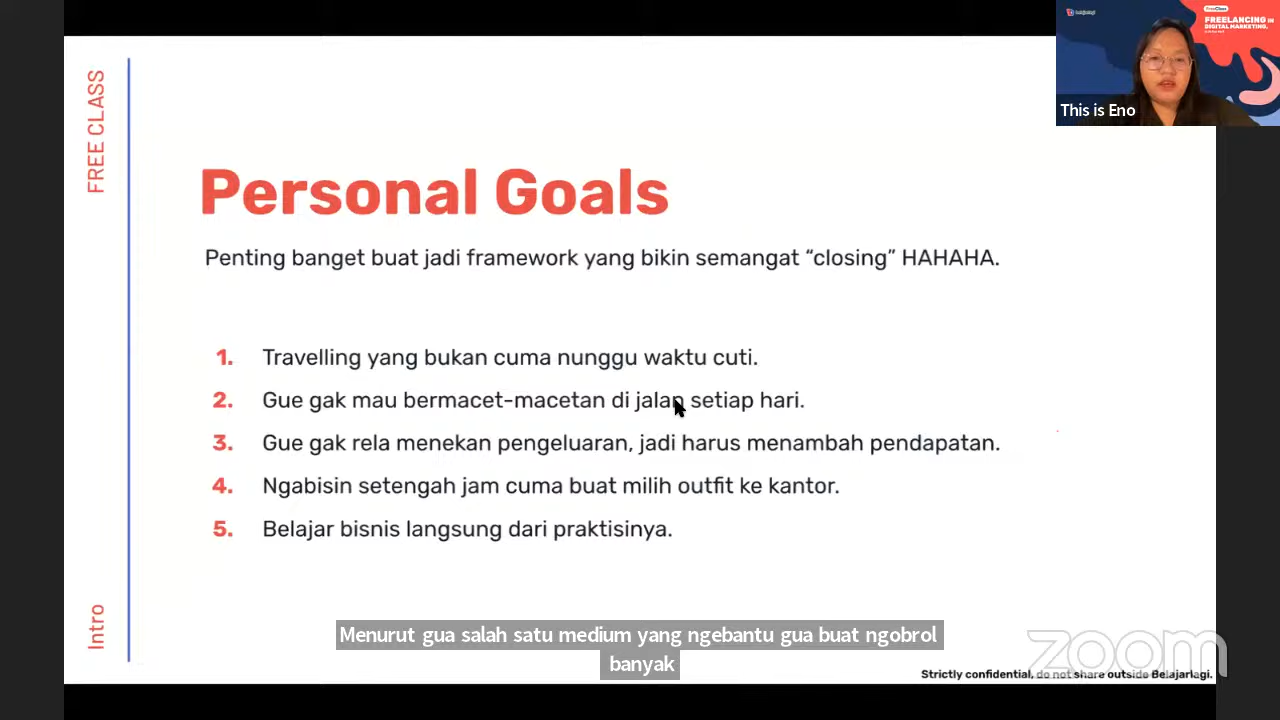 FREE CLASS
Personal Goals
Penting banget buat jadi framework yang bikin semangat “closing” HAHAHA.
1. Travelling yang bukan cuma nunggu waktu cuti.
2. Gue gak mau bermacet-macetan di jalan setiap hari.
3. Gue gak rela menekan pengeluaran, jadi harus menambah pendapatan.
4. Ngabisin setengah jam cuma buat milih outfit ke kantor.
5. Belajar bisnis langsung dari praktisinya.
Intro
belajarlagi
FreeClass
FREELANCING IN
DIGITAL MARKETING.
This is Eno
Menurut gua salah satu medium yang ngebantu gua buat ngobrol
banyak
zoom
Strictly confidential, do not share outside Belajarlagi.